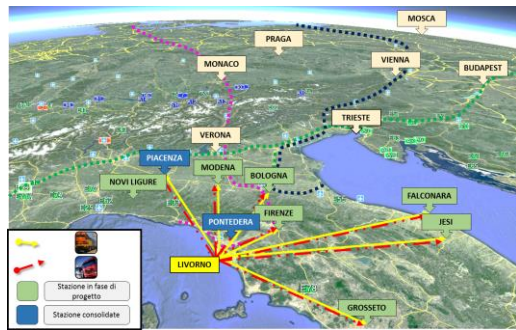 MOSCA
PRAGA
MONACO
VIENNA
BUDAPEST
TRIESTE
VERONA
PIACENZA
MODENA
BOLOGNA
NOVI LIGURE
FALCONARA
FIRENZE
JESI
PONTEDERA
LIVORNO
GROSSETO
Stazione in fase di
progetto
Stazione consolidate